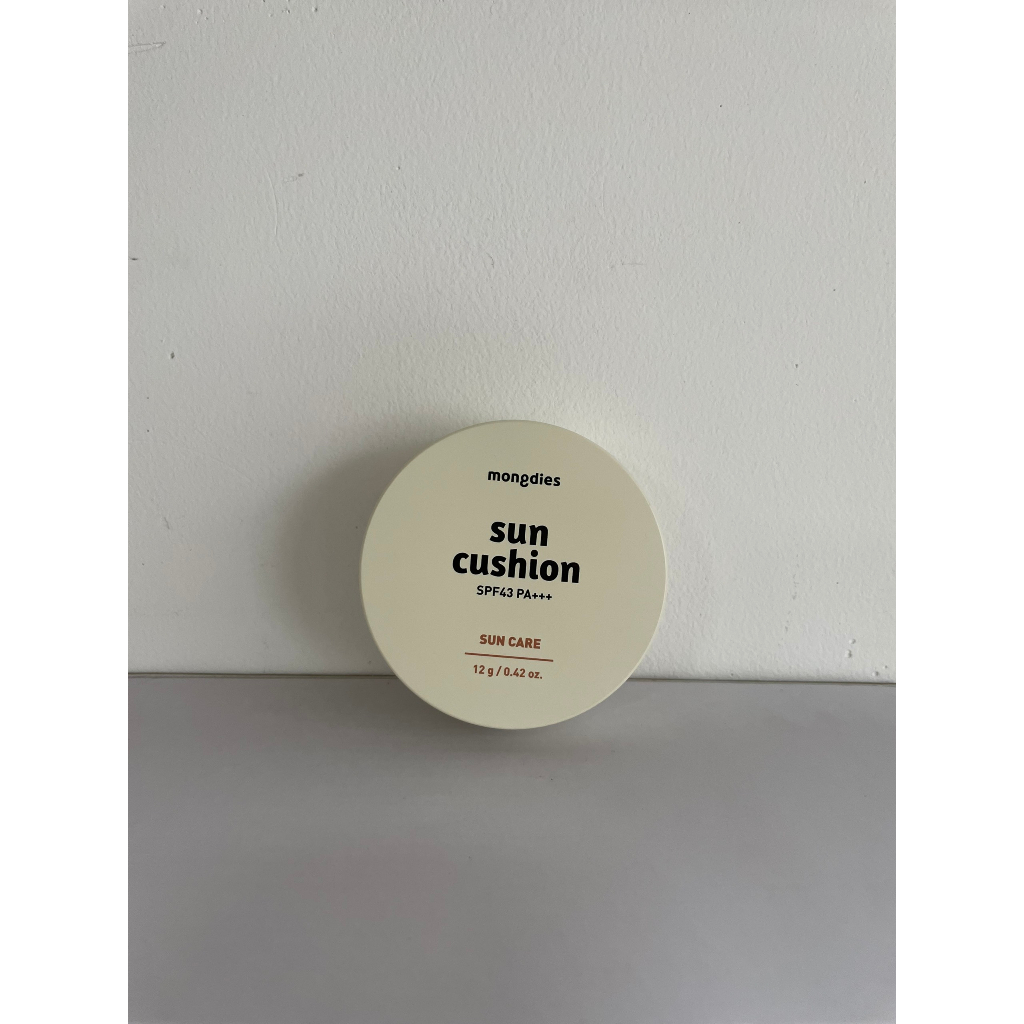 mongdies
sun
cushion
SPF43 PA+++
SUN CARE
12 g / 0.42 oz.